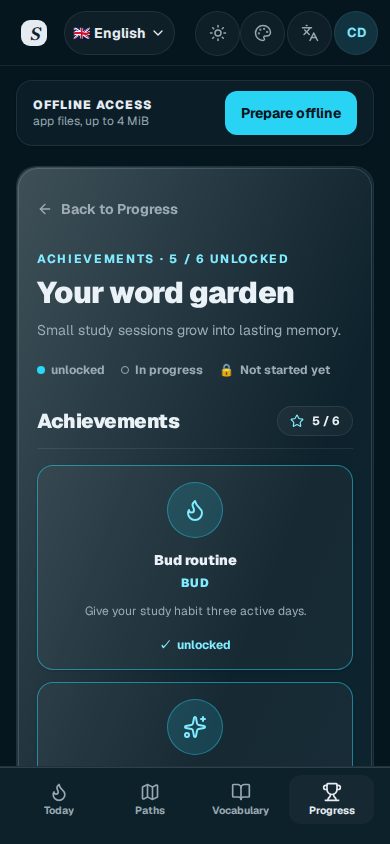 S
🇬🇧 English
CD
OFFLINE ACCESS
app files, up to 4 MiB
Prepare offline
← Back to Progress
ACHIEVEMENTS · 5 / 6 UNLOCKED
Your word garden
Small study sessions grow into lasting memory.
unlocked
In progress
🔒 Not started yet
Achievements
5 / 6
Bud routine
BUD
Give your study habit three active days.
✓ unlocked
Today
Paths
Vocabulary
Progress